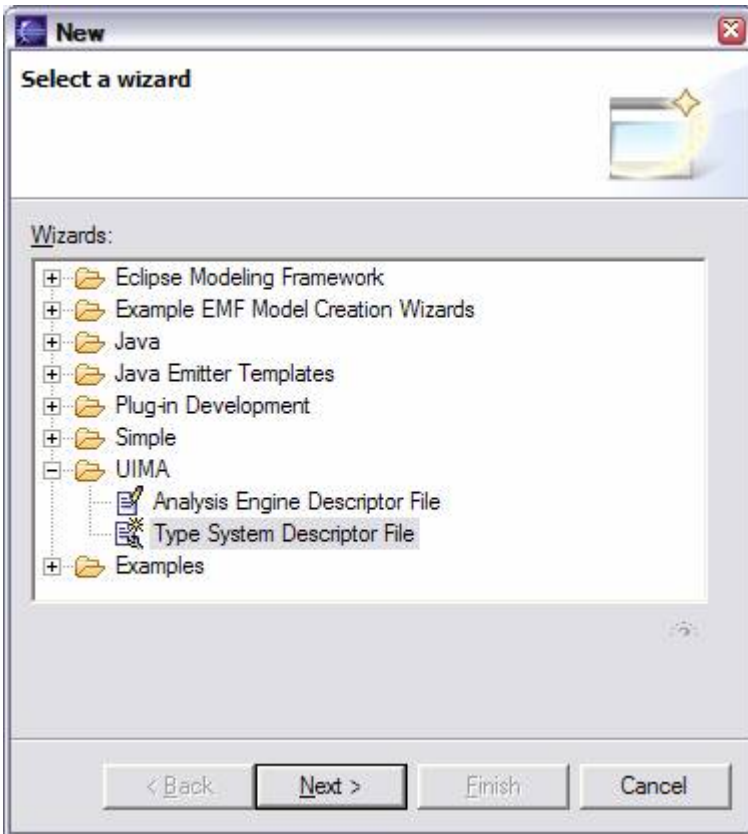 New
Select a wizard
Wizards:
Eclipse Modeling Framework
Example EMF Model Creation Wizards
Java
Java Emitter Templates
Plug-in Development
Simple
UIMA
Analysis Engine Descriptor File
Type System Descriptor File
Examples
< Back Next > Finish Cancel